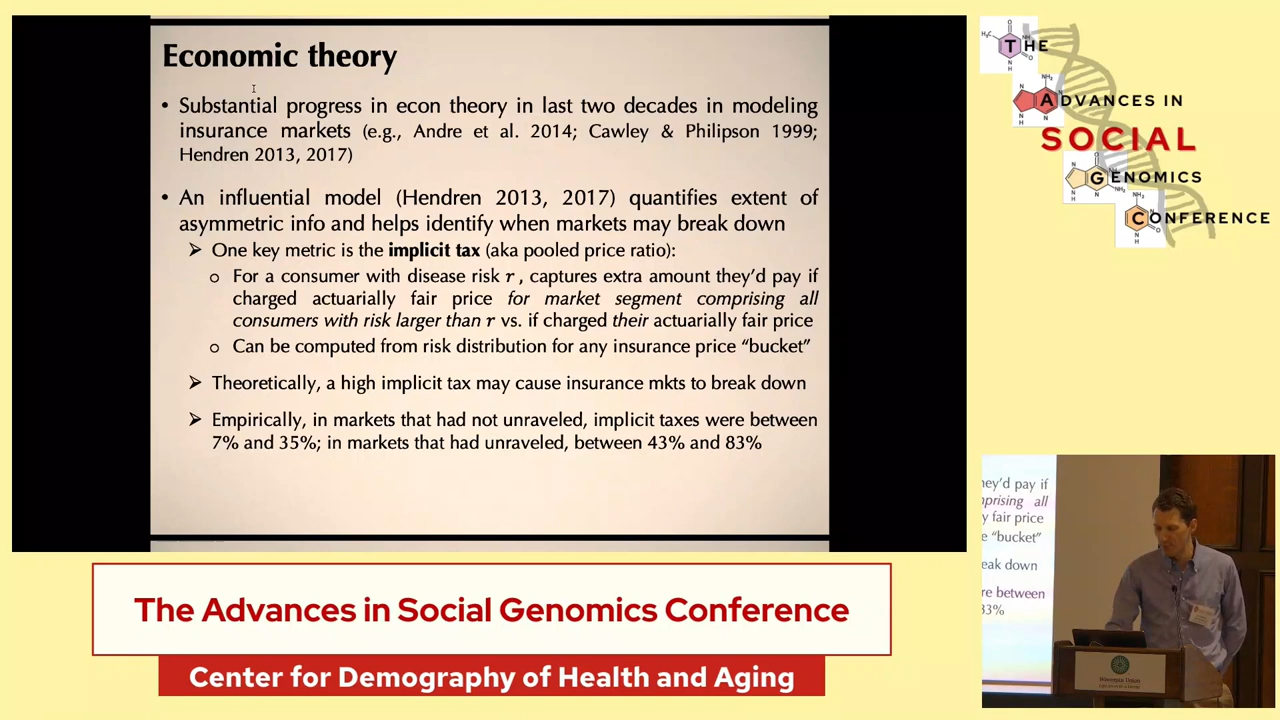 Economic theory
• Substantial progress in econ theory in last two decades in modeling
insurance markets (e.g., Andre et al. 2014; Cawley & Philipson 1999;
Hendren 2013, 2017)
• An influential model (Hendren 2013, 2017) quantifies extent of
asymmetric info and helps identify when markets may break down
➢ One key metric is the implicit tax (aka pooled price ratio):
o For a consumer with disease risk r, captures extra amount they'd pay if
charged actuarially fair price for market segment comprising all
consumers with risk larger than r vs. if charged their actuarially fair price
o Can be computed from risk distribution for any insurance price “bucket”
➢ Theoretically, a high implicit tax may cause insurance mkts to break down
➢ Empirically, in markets that had not unraveled, implicit taxes were between
7% and 35%; in markets that had unraveled, between 43% and 83%
THE
ADVANCES IN
SOCIAL
GENOMICS
CONFERENCE
hey'd pay if
prising all
y fair price
e “bucket”
eak down
re between
83%
Wisconsin Union
The Advances in Social Genomics Conference
Center for Demography of Health and Aging